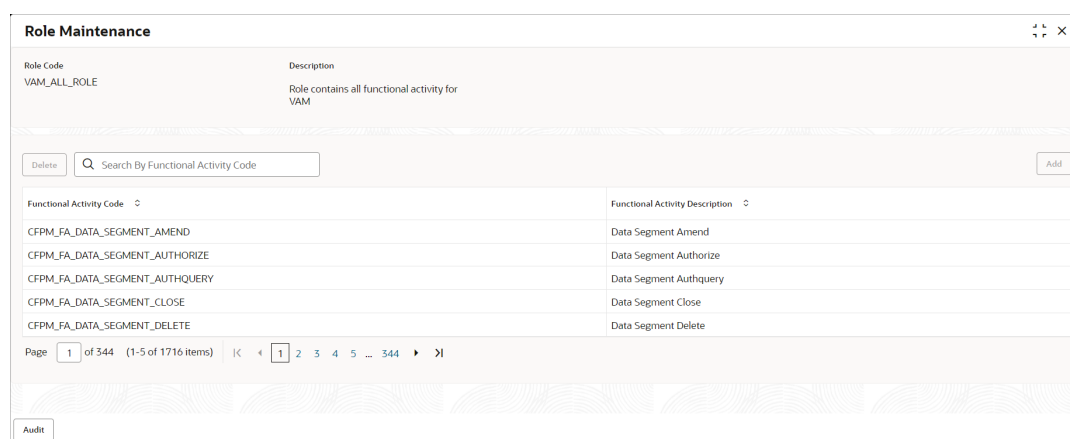 Role Maintenance
Role Code
VAM_ALL_ROLE
Description
Role contains all functional activity for
VAM
Delete
Search By Functional Activity Code
Add
Functional Activity Code Functional Activity Description
CFPM_FA_DATA_SEGMENT_AMEND Data Segment Amend
CFPM_FA_DATA_SEGMENT_AUTHORIZE Data Segment Authorize
CFPM_FA_DATA_SEGMENT_AUTHQUERY Data Segment Authquery
CFPM_FA_DATA_SEGMENT_CLOSE Data Segment Close
CFPM_FA_DATA_SEGMENT_DELETE Data Segment Delete
Page 1 of 344 (1-5 of 1716 items) 1 2 3 4 5 ... 344
Audit